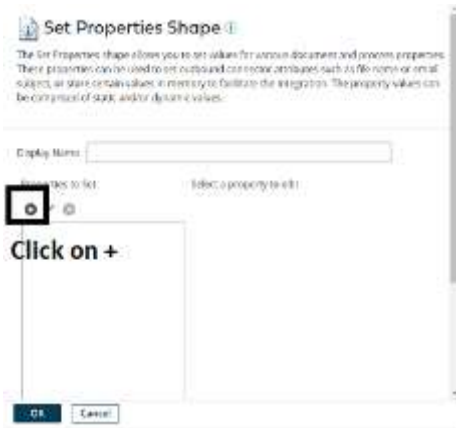 Set Properties Shape
The Set Properties shape allows you to set values for various document and process properties.
These properties can be used to set outbound connector attributes such as file name or email
subject, or store certain values in memory to facilitate the integration. The property values can
be comprised of static and/or dynamic values.
Display Name
Properties to Set
Select a property to edit
Click on +
OK
Cancel